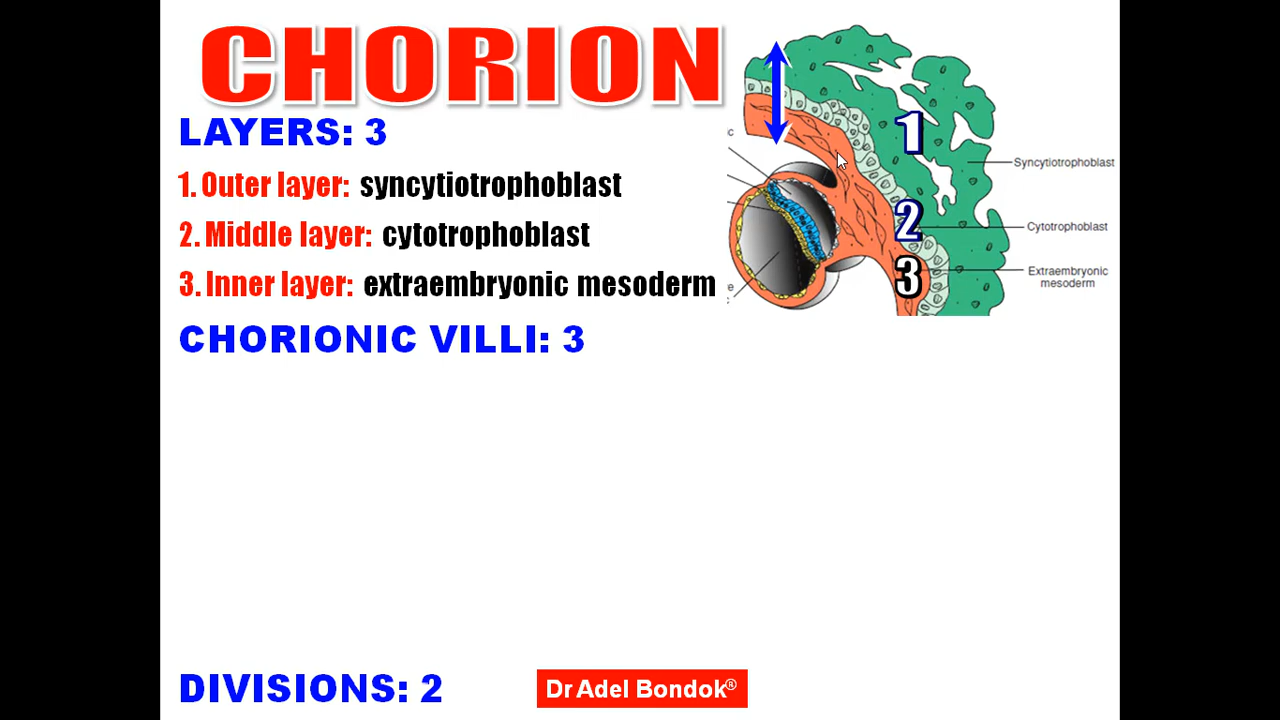 CHORION
LAYERS: 3
1. Outer layer: syncytiotrophoblast
2. Middle layer: cytotrophoblast
3. Inner layer: extraembryonic mesoderm
CHORIONIC VILLI: 3
DIVISIONS: 2
Dr Adel Bondok®
1
2
3
Syncytiotrophoblast
Cytotrophoblast
Extraembryonic
mesoderm